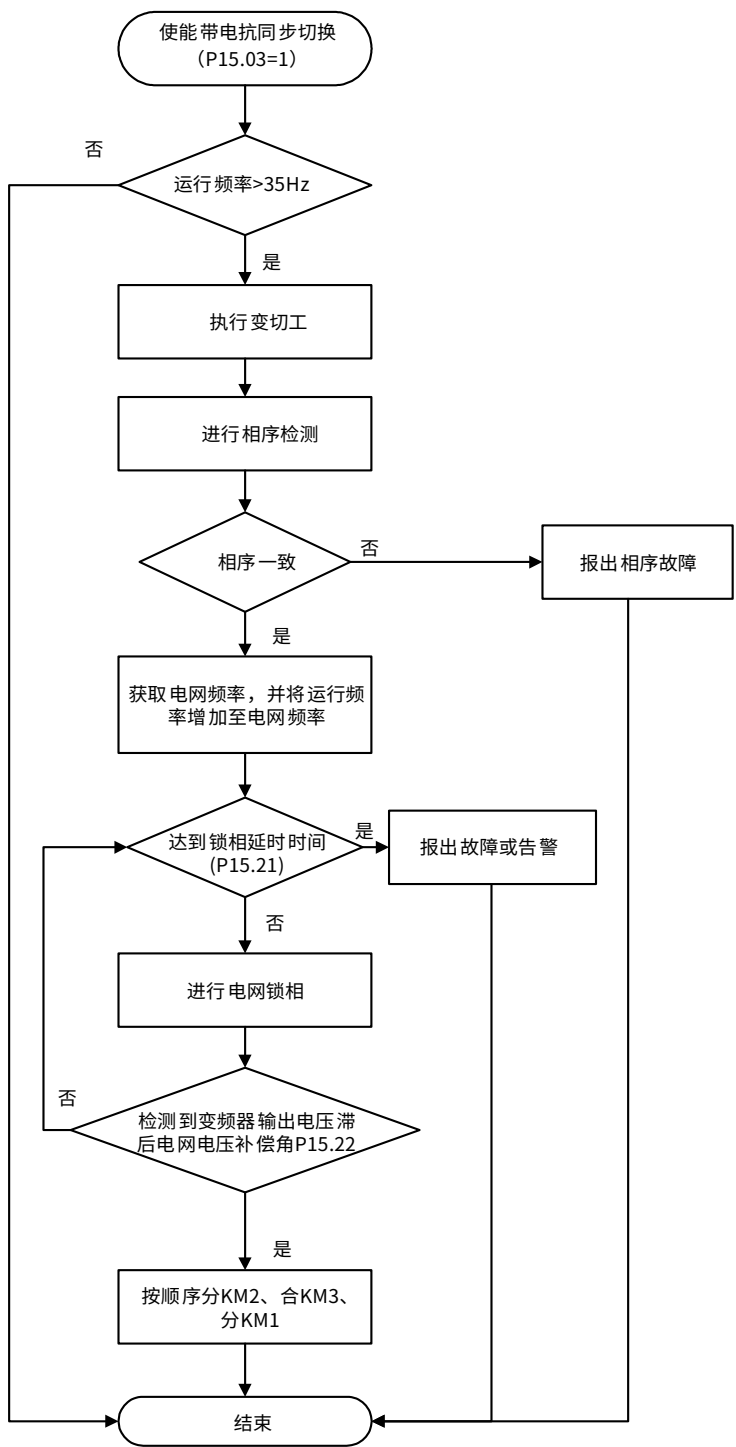 使能带电抗同步切换
（P15.03=1）
否
运行频率>35Hz
是
执行变切工
进行相序检测
相序一致
否
报出相序故障
是
获取电网频率，并将运行频
率增加至电网频率
达到锁相延时时间
(P15.21)
是
报出故障或告警
否
进行电网锁相
否
检测到变频器输出电压滞
后电网电压补偿角P15.22
是
按顺序分KM2、合KM3、
分KM1
结束